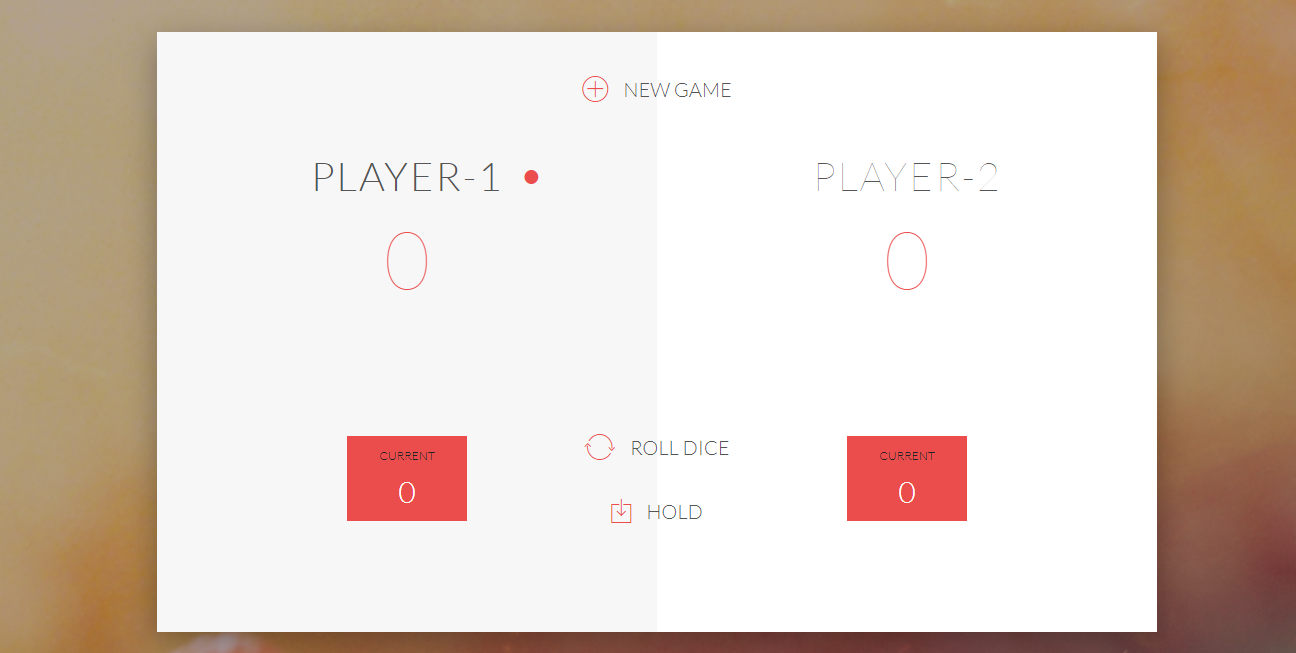 NEW GAME
PLAYER-1
0
PLAYER-2
0
CURRENT
0
ROLL DICE
HOLD
CURRENT
0